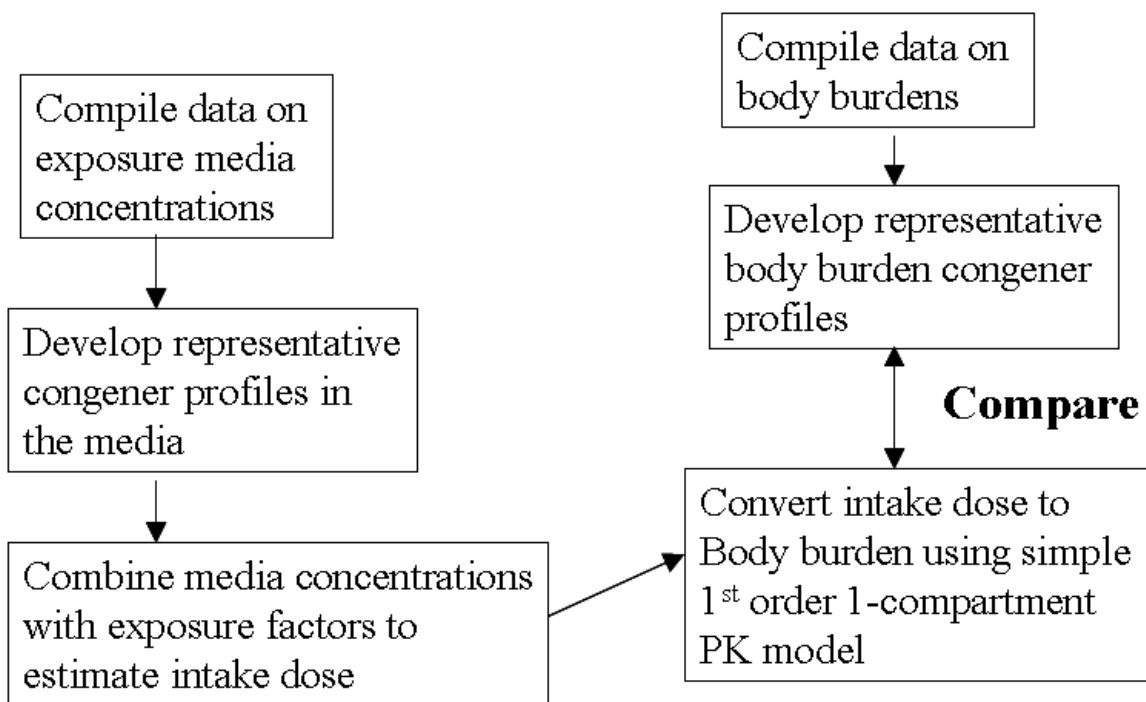 Compile data on
exposure media
concentrations
Develop representative
congener profiles in
the media
Combine media concentrations
with exposure factors to
estimate intake dose
Compile data on
body burdens
Develop representative
body burden congener
profiles
Compare
Convert intake dose to
Body burden using simple
1st order 1-compartment
PK model